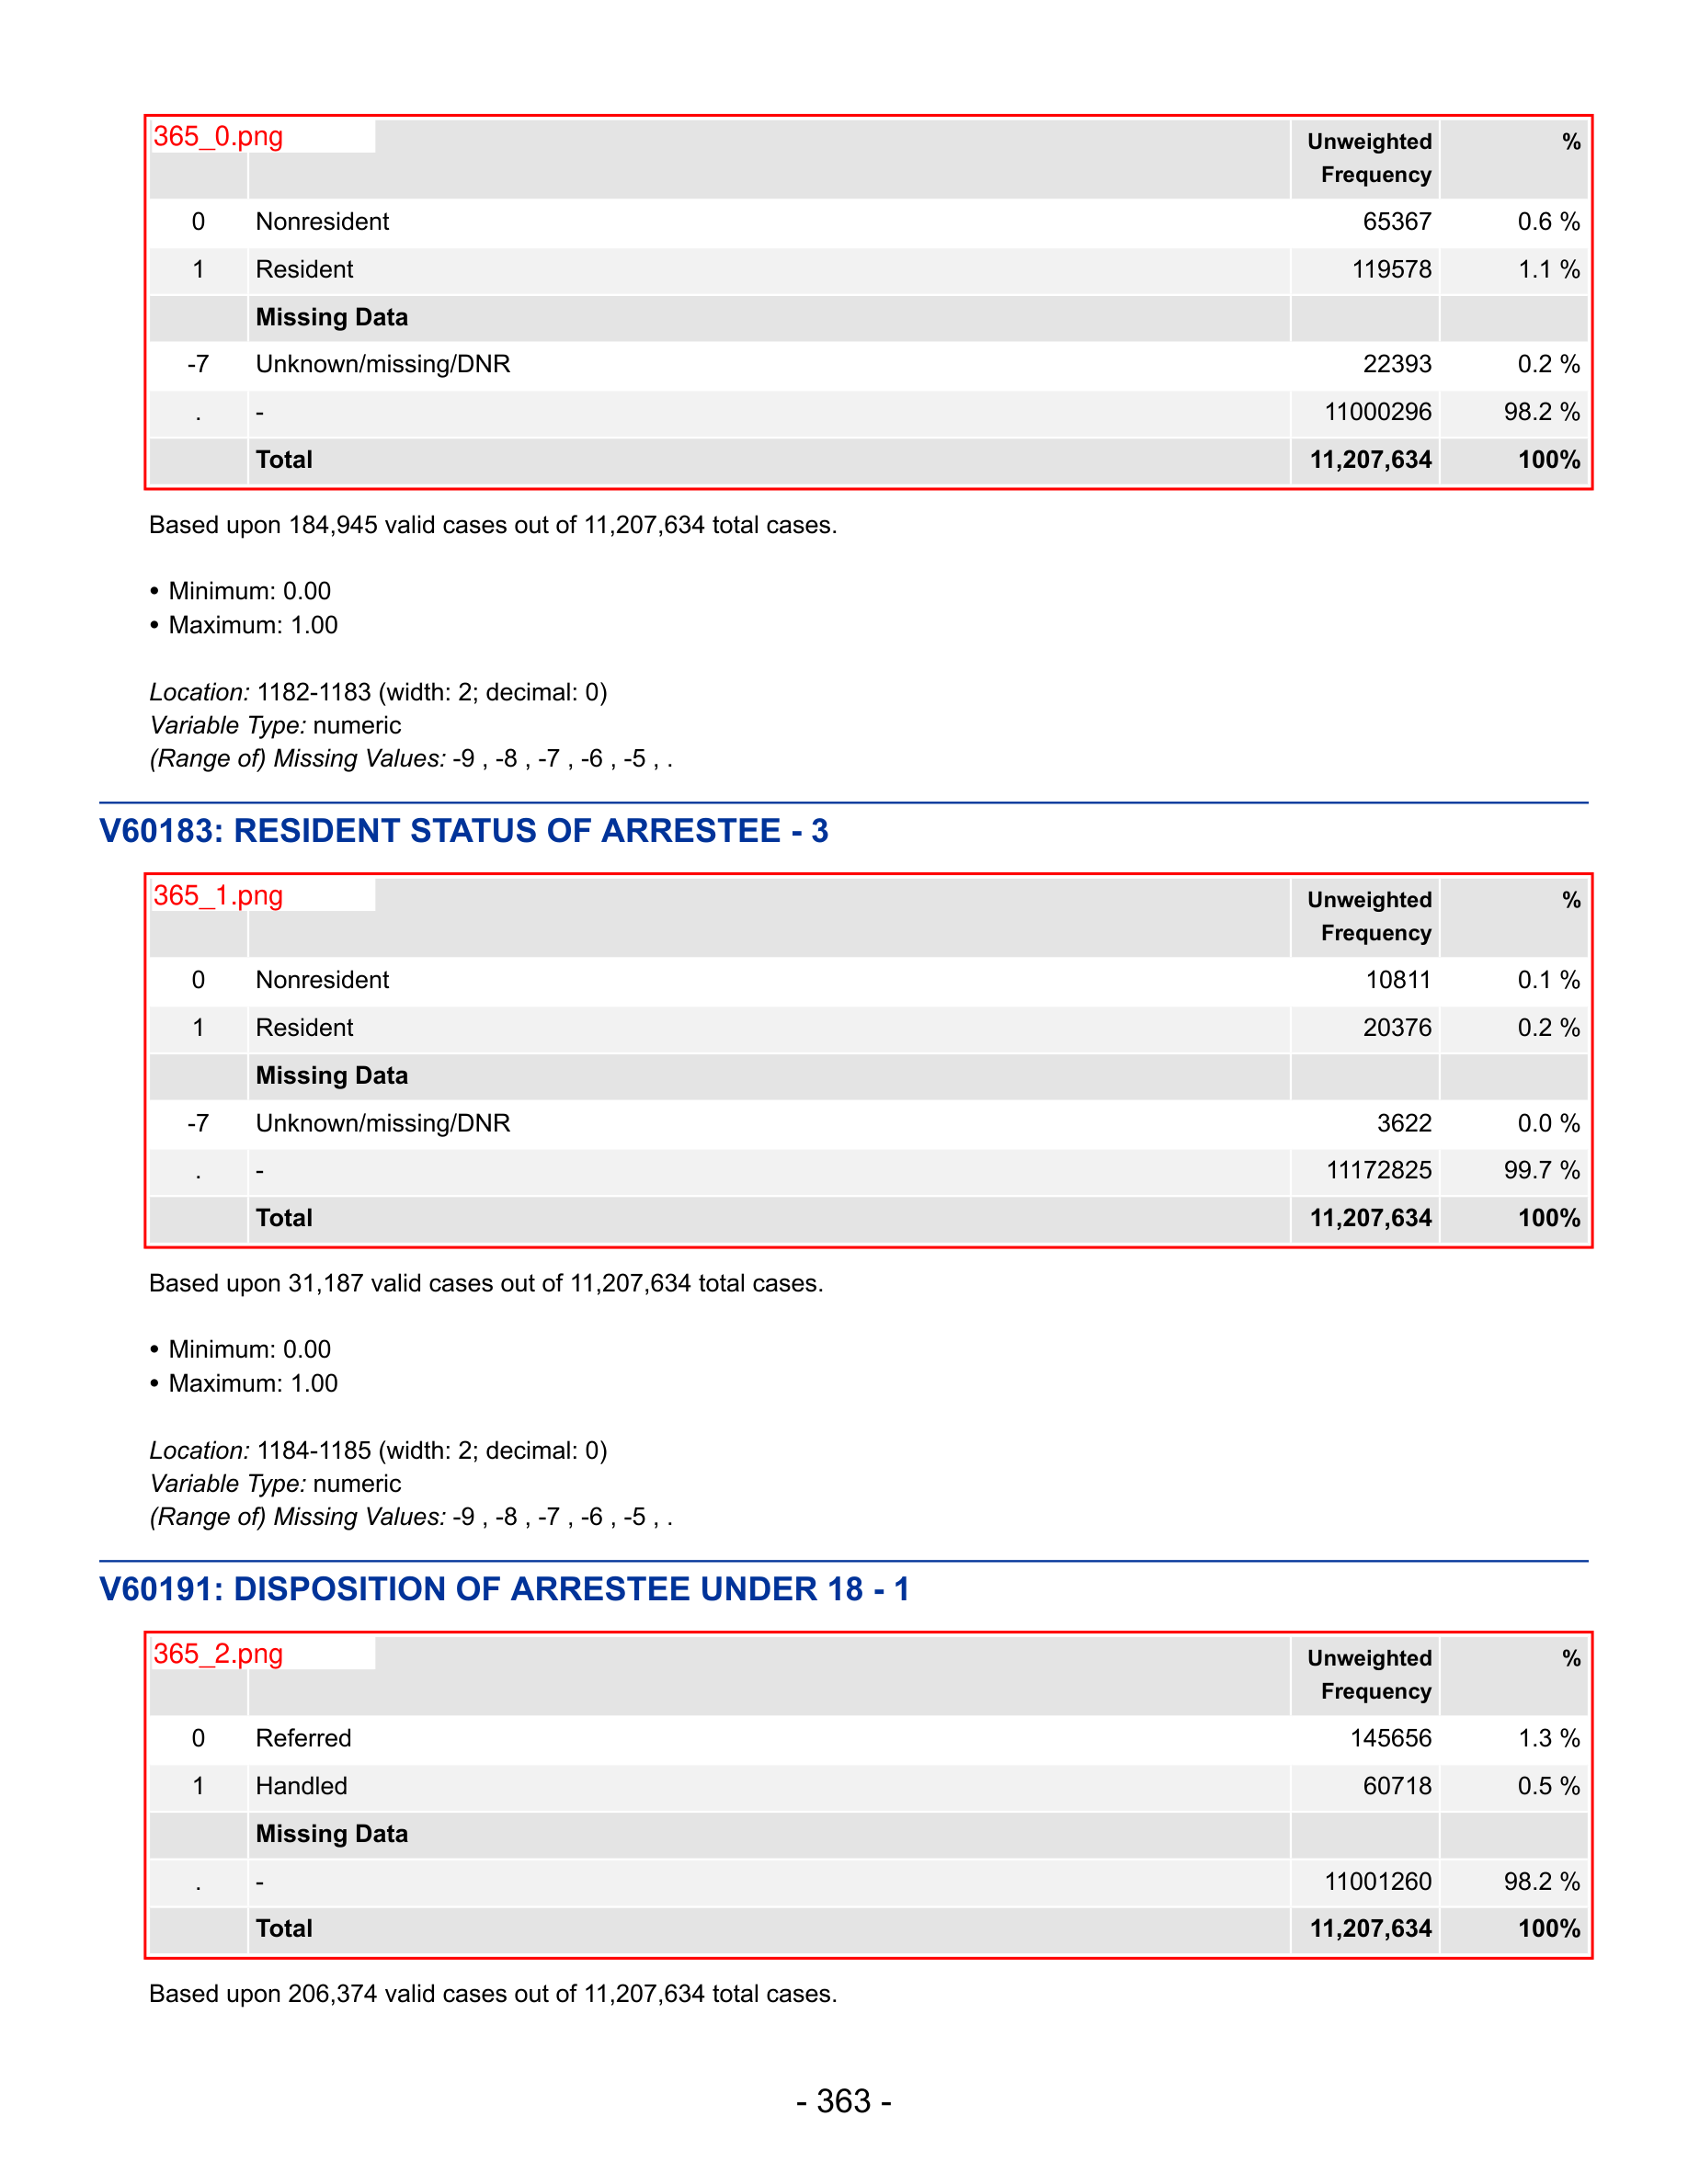 365_0.png
Unweighted Frequency %
0 Nonresident 65367 0.6 %
1 Resident 119578 1.1 %
Missing Data
-7 Unknown/missing/DNR 22393 0.2 %
. - 11000296 98.2 %
Total 11,207,634 100%
Based upon 184,945 valid cases out of 11,207,634 total cases.
• Minimum: 0.00
• Maximum: 1.00
Location: 1182-1183 (width: 2; decimal: 0)
Variable Type: numeric
(Range of) Missing Values: -9 , -8 , -7 , -6 , -5 , .
V60183: RESIDENT STATUS OF ARRESTEE - 3
365_1.png
Unweighted Frequency %
0 Nonresident 10811 0.1 %
1 Resident 20376 0.2 %
Missing Data
-7 Unknown/missing/DNR 3622 0.0 %
. - 11172825 99.7 %
Total 11,207,634 100%
Based upon 31,187 valid cases out of 11,207,634 total cases.
• Minimum: 0.00
• Maximum: 1.00
Location: 1184-1185 (width: 2; decimal: 0)
Variable Type: numeric
(Range of) Missing Values: -9 , -8 , -7 , -6 , -5 , .
V60191: DISPOSITION OF ARRESTEE UNDER 18 - 1
365_2.png
Unweighted Frequency %
0 Referred 145656 1.3 %
1 Handled 60718 0.5 %
Missing Data
. - 11001260 98.2 %
Total 11,207,634 100%
Based upon 206,374 valid cases out of 11,207,634 total cases.
- 363 -